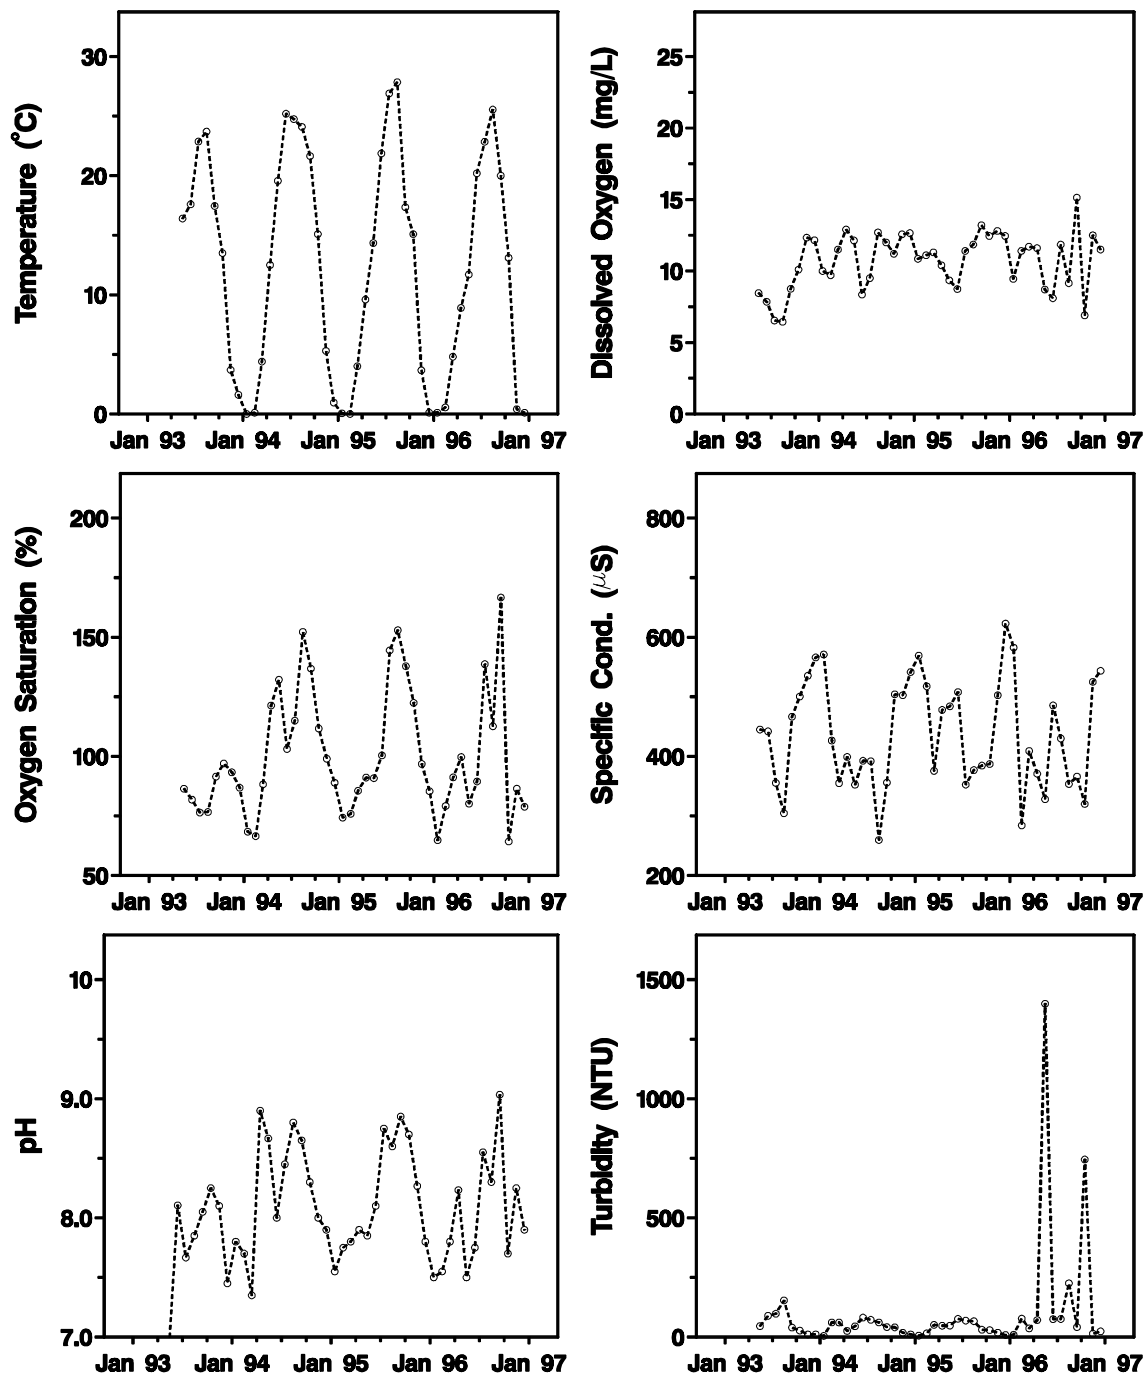 Temperature (°C)
30
20
10
0
Jan 93 Jan 94 Jan 95 Jan 96 Jan 97
Dissolved Oxygen (mg/L)
25
20
15
10
5
0
Jan 93 Jan 94 Jan 95 Jan 96 Jan 97
Oxygen Saturation (%)
200
150
100
50
Jan 93 Jan 94 Jan 95 Jan 96 Jan 97
Specific Cond. (μS)
800
600
400
200
Jan 93 Jan 94 Jan 95 Jan 96 Jan 97
pH
10
9.0
8.0
7.0
Jan 93 Jan 94 Jan 95 Jan 96 Jan 97
Turbidity (NTU)
1500
1000
500
0
Jan 93 Jan 94 Jan 95 Jan 96 Jan 97